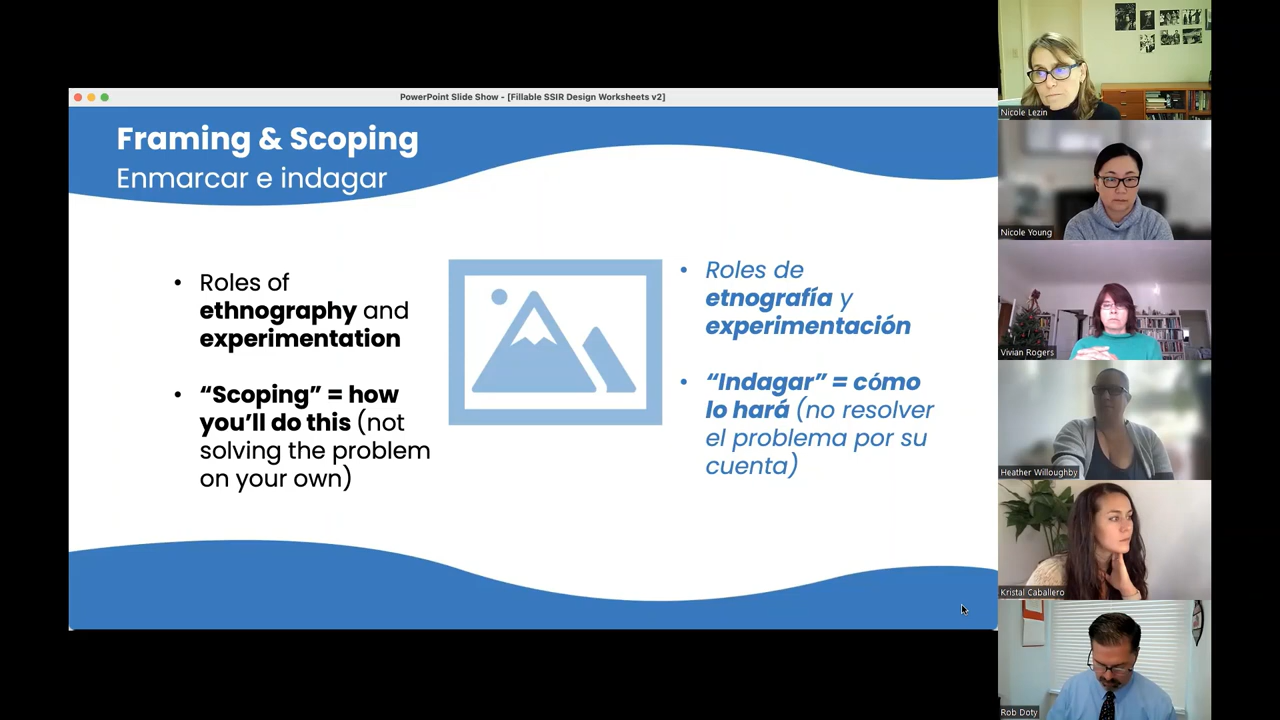 PowerPoint Slide Show - [Fillable SSIR Design Worksheets v2]
Framing & Scoping
Enmarcar e indagar
• Roles of
ethnography and
experimentation
• “Scoping” = how
you’ll do this (not
solving the problem
on your own)
• Roles de
etnografía y
experimentación
• “Indagar” = cómo
lo hará (no resolver
el problema por su
cuenta)
Nicole Lezin
Nicole Young
Vivian Rogers
Heather Willoughby
Kristal Caballero
Rob Doty